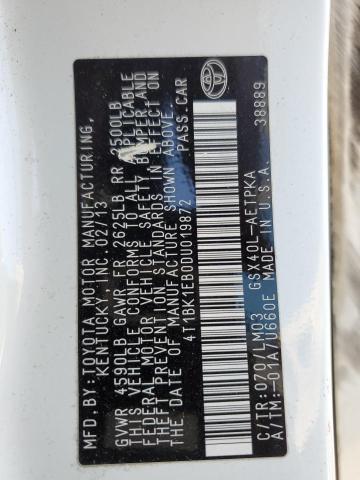 MFD. BY: TOYOTA MOTOR MANUFACTURING,
KENTUCKY INC. 02/13
GVWR 4590LB GAWR FR 2625LB RR 2500LB
THIS VEHICLE CONFORMS TO ALL APPLICABLE
FEDERAL MOTOR VEHICLE SAFETY, BUMPER, AND
THEFT PREVENTION STANDARDS IN EFFECT ON
THE DATE OF MANUFACTURE SHOWN ABOVE.
4T1BK1EB0DU019872 PASS.CAR
C/TR: 070/LM03 GSX40L-AETPKA
A/TM: -01A/U660E MADE IN U.S.A.
38889